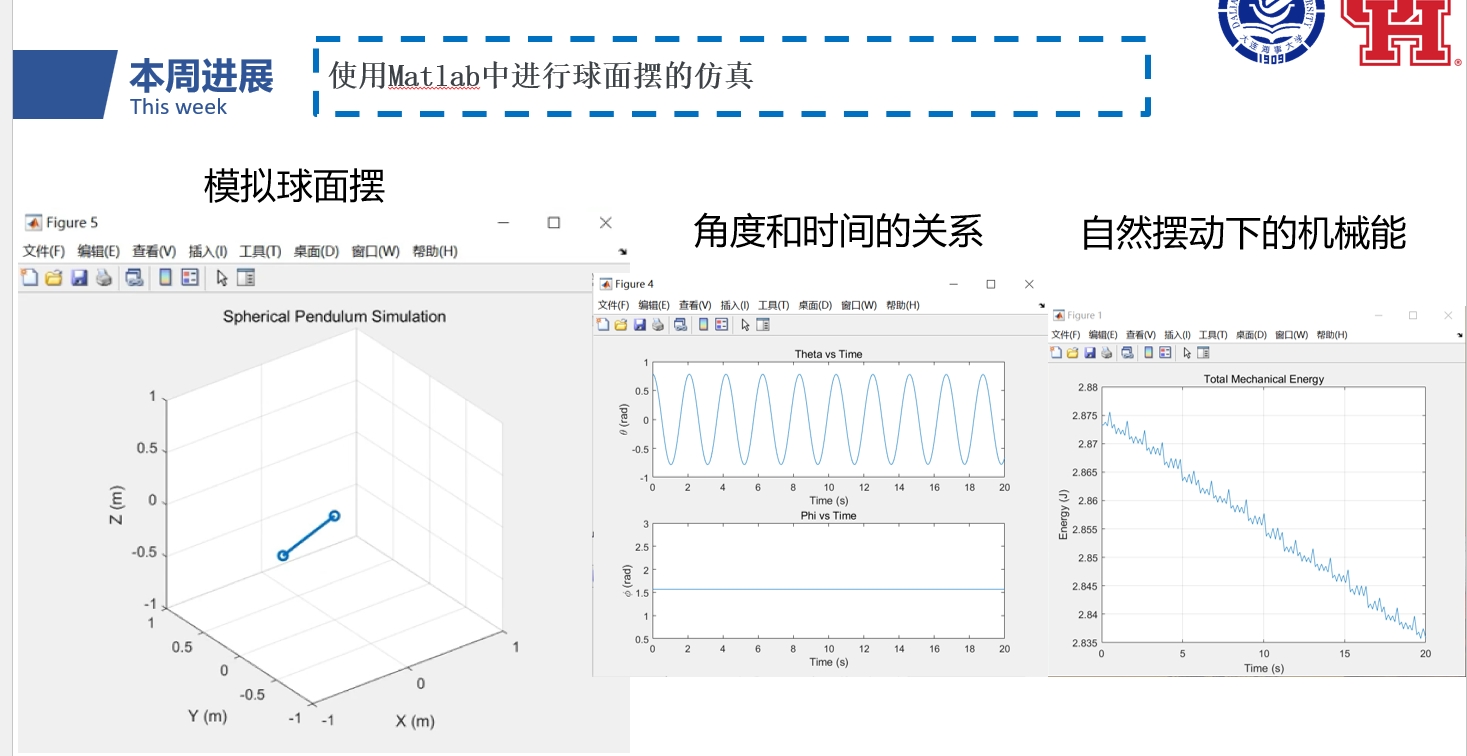 大连海事大学
1909
本周进展
This week
使用Matlab中进行球面摆的仿真
模拟球面摆
Figure 5
文件(F) 编辑(E) 查看(V) 插入(I) 工具(T) 桌面(D) 窗口(W) 帮助(H)
Spherical Pendulum Simulation
1
0.5
0
-0.5
-1
Z (m)
1
0.5
0
-0.5
-1
Y (m)
-1
0
1
X (m)
角度和时间的关系
Figure 4
文件(F) 编辑(E) 查看(V) 插入(I) 工具(T) 桌面(D) 窗口(W) 帮助(H)
Theta vs Time
1
0.5
0
-0.5
-1
θ (rad)
0 2 4 6 8 10 12 14 16 18 20
Time (s)
Phi vs Time
3
2.5
2
1.5
1
0.5
ϕ (rad)
0 2 4 6 8 10 12 14 16 18 20
Time (s)
自然摆动下的机械能
Figure 1
文件(F) 编辑(E) 查看(V) 插入(I) 工具(T) 桌面(D) 窗口(W) 帮助(H)
Total Mechanical Energy
2.88
2.875
2.87
2.865
2.86
2.855
2.85
2.845
2.84
2.835
Energy (J)
0 5 10 15 20
Time (s)